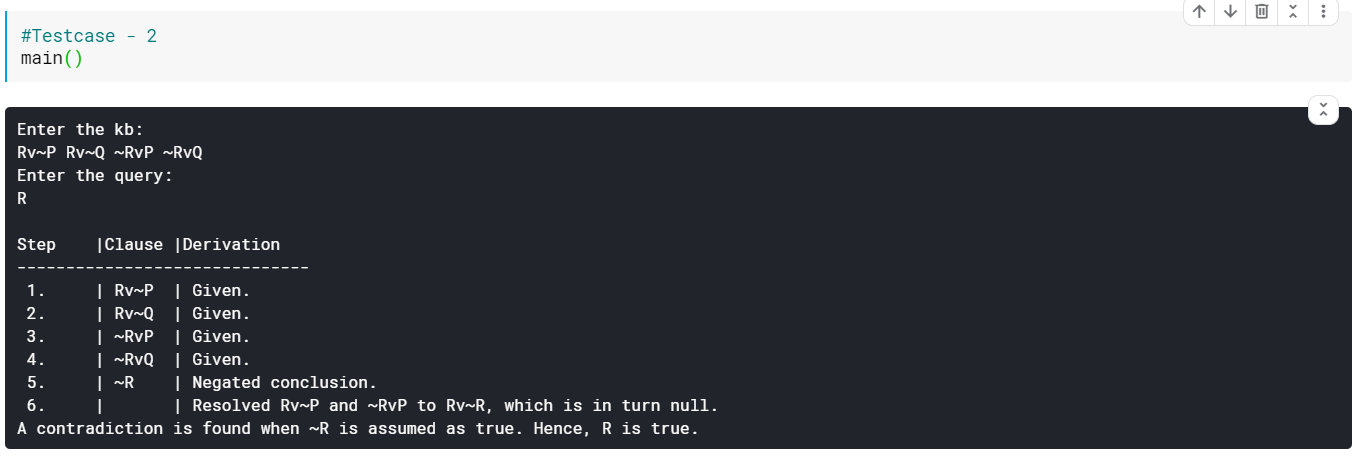 #Testcase - 2
main()
Enter the kb:
Rv~P Rv~Q ~RvP ~RvQ
Enter the query:
R
Step    |Clause |Derivation
------------------------------
 1.     | Rv~P  | Given.
 2.     | Rv~Q  | Given.
 3.     | ~RvP  | Given.
 4.     | ~RvQ  | Given.
 5.     | ~R    | Negated conclusion.
 6.     |       | Resolved Rv~P and ~RvP to Rv~R, which is in turn null.
A contradiction is found when ~R is assumed as true. Hence, R is true.